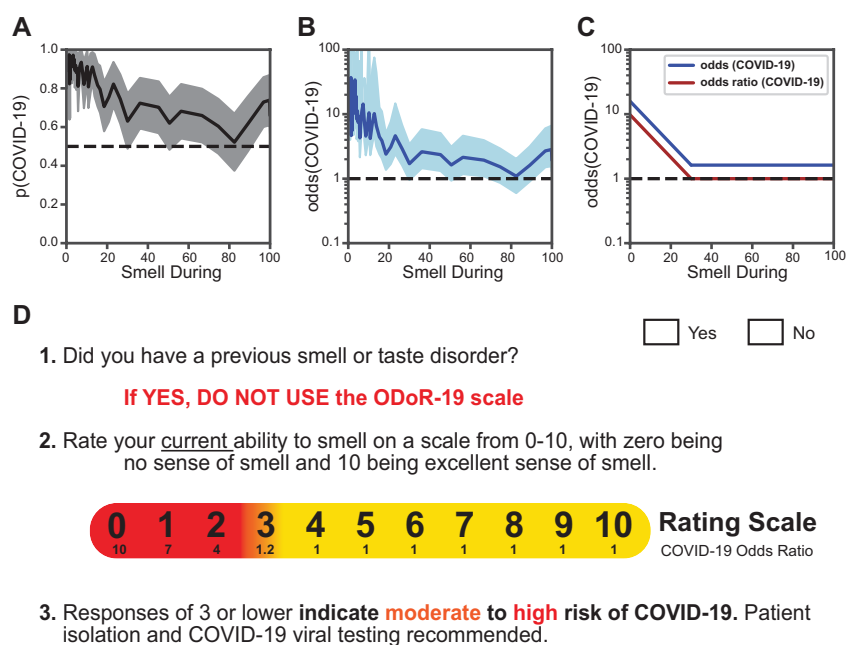 A
B
C
1.0
0.8
0.6
0.4
0.2
0.0
p(COVID-19)
0 20 40 60 80 100
Smell During
100
10
1
0.1
odds(COVID-19)
0 20 40 60 80 100
Smell During
100
10
1
0.1
odds(COVID-19)
odds (COVID-19)
odds ratio (COVID-19)
0 20 40 60 80 100
Smell During
D
Yes No
1. Did you have a previous smell or taste disorder?
If YES, DO NOT USE the ODoR-19 scale
2. Rate your current ability to smell on a scale from 0-10, with zero being
no sense of smell and 10 being excellent sense of smell.
0 1 2 3 4 5 6 7 8 9 10 Rating Scale
10 7 4 1.2 1 1 1 1 1 1 1 COVID-19 Odds Ratio
3. Responses of 3 or lower indicate moderate to high risk of COVID-19. Patient
isolation and COVID-19 viral testing recommended.